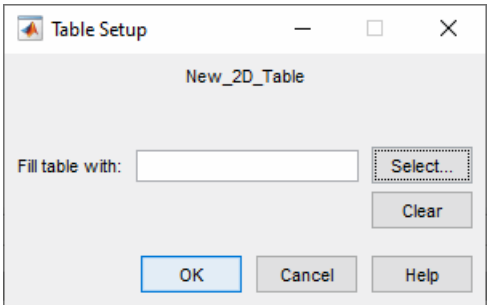 Table Setup
New_2D_Table
Fill table with:
Select...
Clear
OK
Cancel
Help